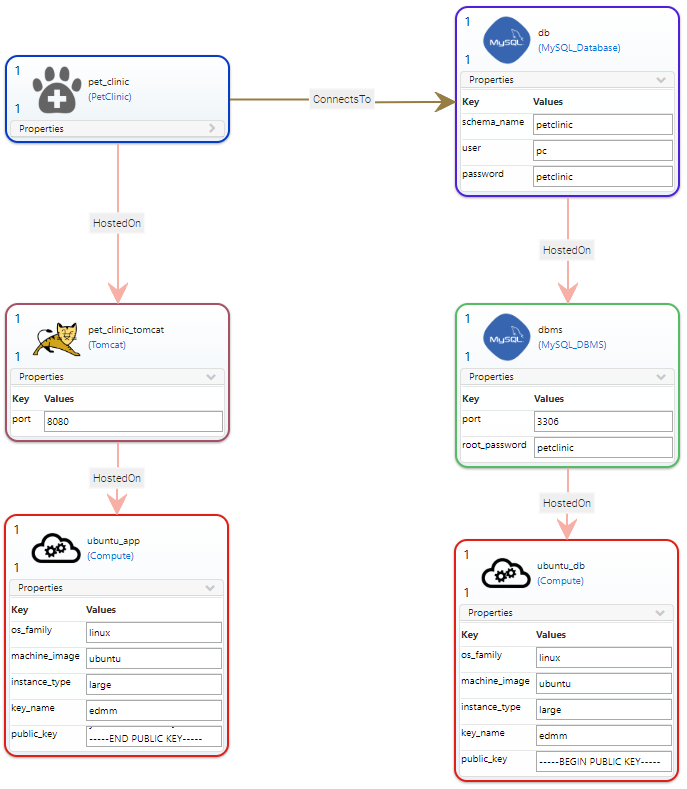 1
1
pet_clinic
(PetClinic)
Properties
ConnectsTo
1
1
MySQL
db
(MySQL_Database)
Properties
Key Values
schema_name petclinic
user pc
password petclinic
HostedOn
HostedOn
1
1
pet_clinic_tomcat
(Tomcat)
Properties
Key Values
port 8080
1
1
MySQL
dbms
(MySQL_DBMS)
Properties
Key Values
port 3306
root_password petclinic
HostedOn
HostedOn
1
1
ubuntu_app
(Compute)
Properties
Key Values
os_family linux
machine_image ubuntu
instance_type large
key_name edmm
public_key -----END PUBLIC KEY-----
1
1
ubuntu_db
(Compute)
Properties
Key Values
os_family linux
machine_image ubuntu
instance_type large
key_name edmm
public_key -----BEGIN PUBLIC KEY-----